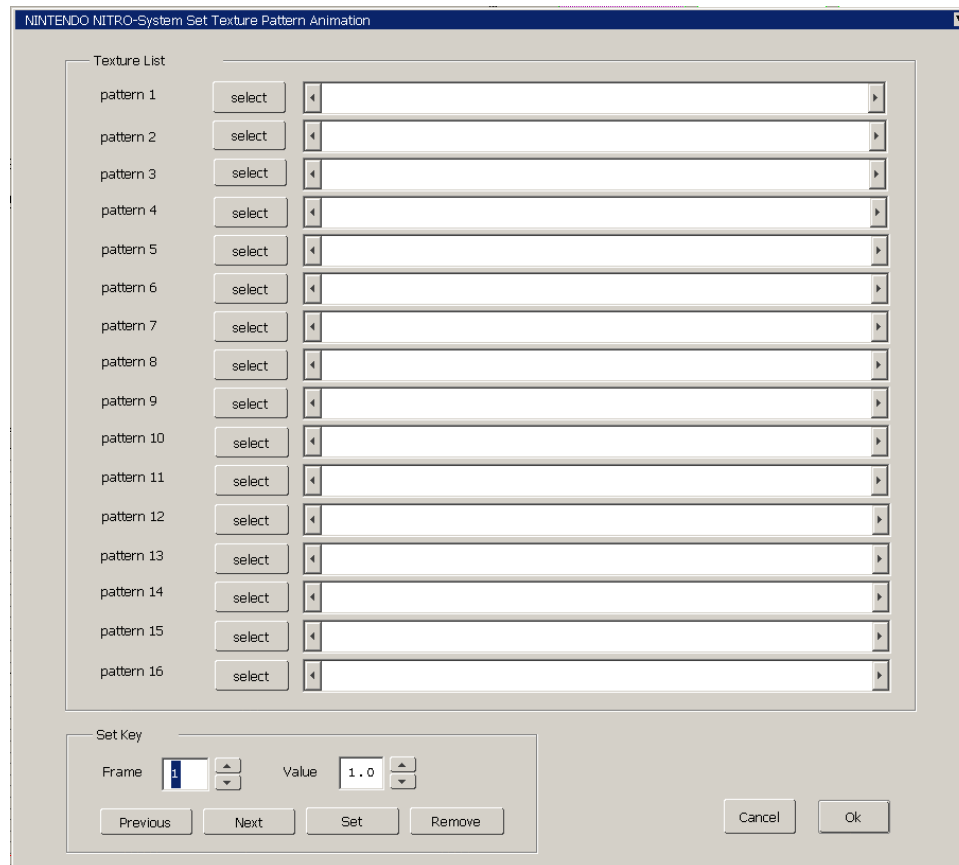 NINTENDO NITRO-System Set Texture Pattern Animation
Texture List
pattern 1 select
pattern 2 select
pattern 3 select
pattern 4 select
pattern 5 select
pattern 6 select
pattern 7 select
pattern 8 select
pattern 9 select
pattern 10 select
pattern 11 select
pattern 12 select
pattern 13 select
pattern 14 select
pattern 15 select
pattern 16 select
Set Key
Frame 1 Value 1.0
Previous Next Set Remove Cancel Ok